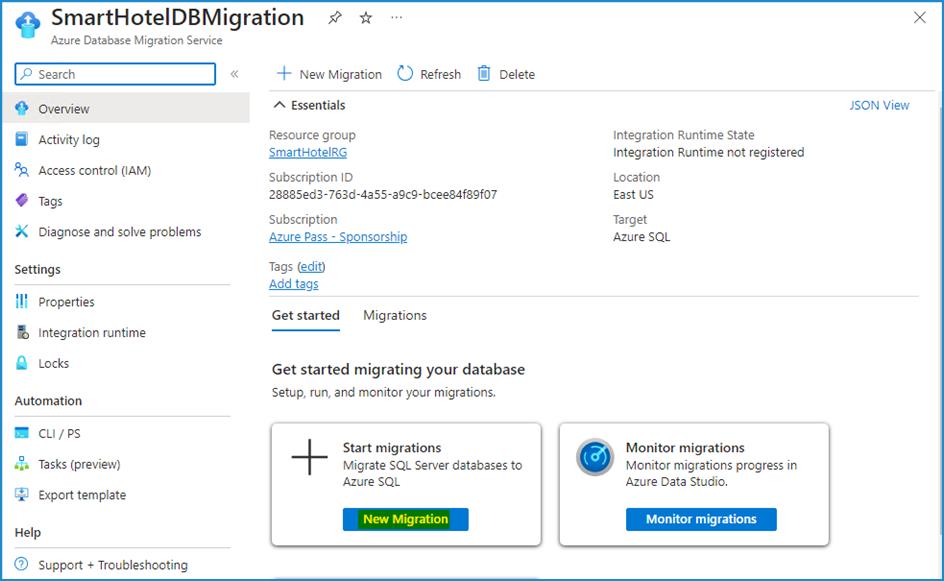 SmartHotelDBMigration
Azure Database Migration Service
Search
New Migration
Refresh
Delete
Overview
Activity log
Access control (IAM)
Tags
Diagnose and solve problems
Settings
Properties
Integration runtime
Locks
Automation
CLI / PS
Tasks (preview)
Export template
Help
Support + Troubleshooting
Essentials
JSON View
Resource group
SmartHotelRG
Subscription ID
28885ed3-763d-4a55-a9c9-bcee84f89f07
Subscription
Azure Pass - Sponsorship
Tags (edit)
Add tags
Integration Runtime State
Integration Runtime not registered
Location
East US
Target
Azure SQL
Get started
Migrations
Get started migrating your database
Setup, run, and monitor your migrations.
Start migrations
Migrate SQL Server databases to
Azure SQL
New Migration
Monitor migrations
Monitor migrations progress in
Azure Data Studio.
Monitor migrations